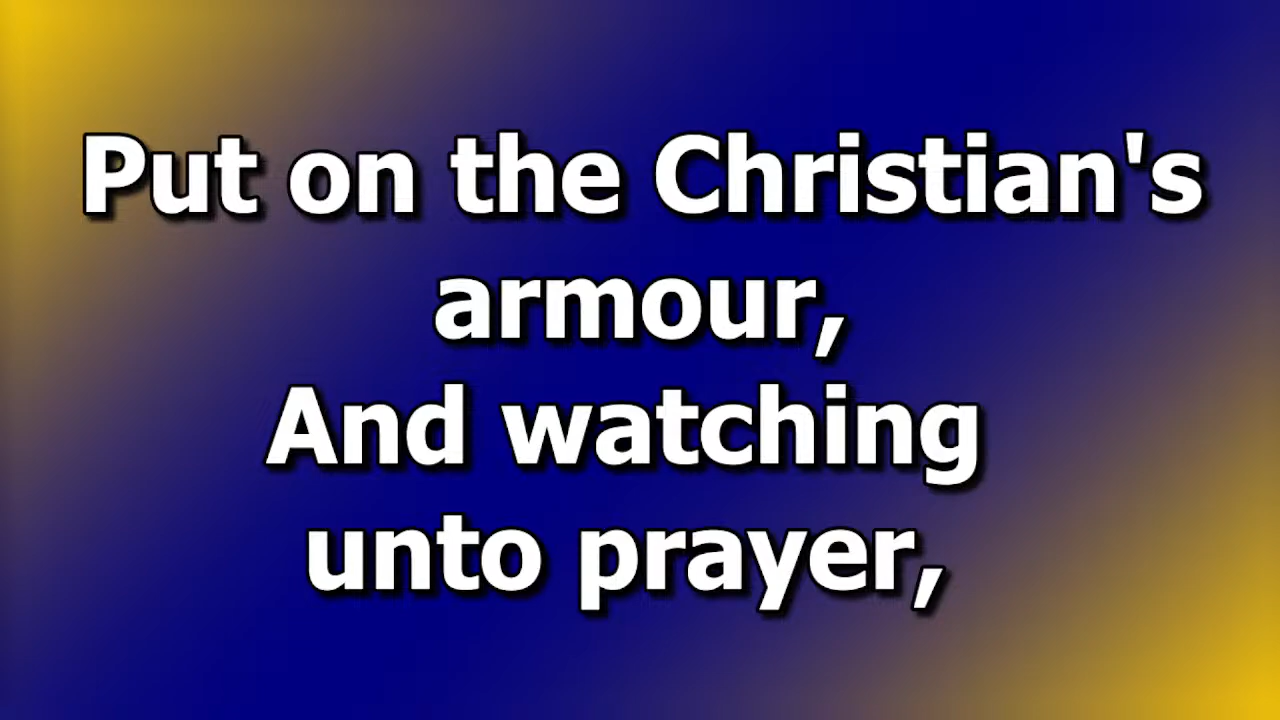 Put on the Christian's
armour,
And watching
unto prayer,